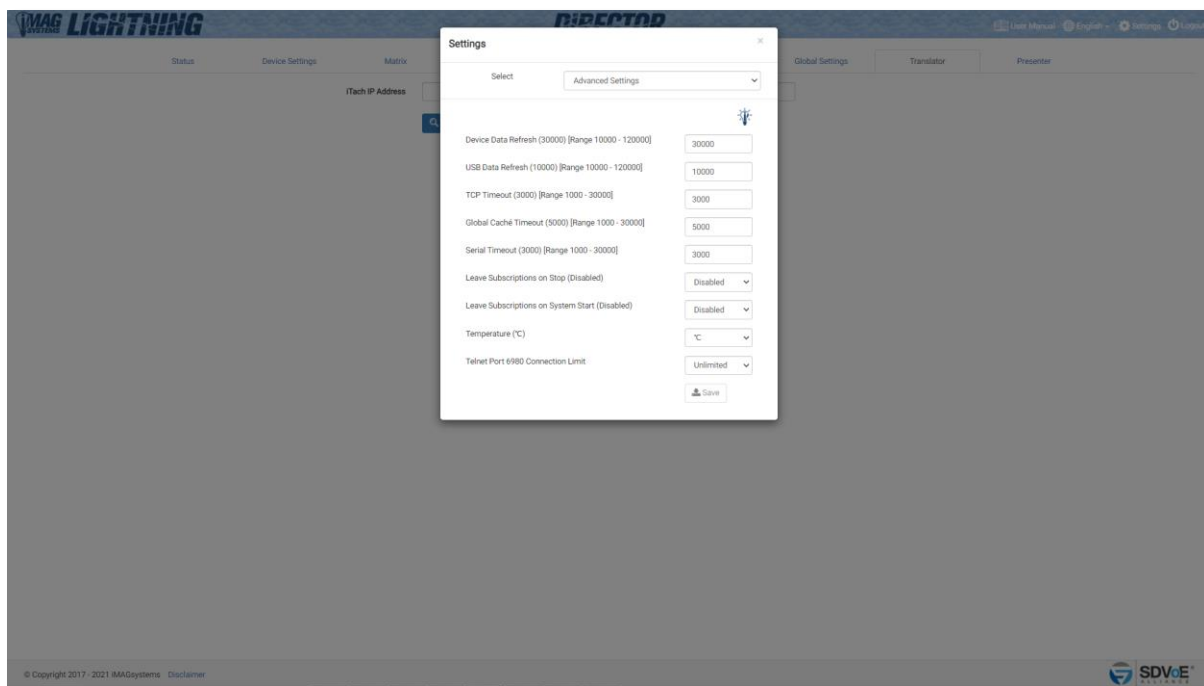 iMAG SYSTEMS LIGHTNING
DIRECTOR
User Manual English Settings Logout
Status Device Settings Matrix Global Settings Translator Presenter
iTach IP Address
Settings ×
Select Advanced Settings
Device Data Refresh (30000) [Range 10000 - 120000] 30000
USB Data Refresh (10000) [Range 10000 - 120000] 10000
TCP Timeout (3000) [Range 1000 - 30000] 3000
Global Caché Timeout (5000) [Range 1000 - 30000] 5000
Serial Timeout (3000) [Range 1000 - 30000] 3000
Leave Subscriptions on Stop (Disabled) Disabled
Leave Subscriptions on System Start (Disabled) Disabled
Temperature (℃) ℃
Telnet Port 6980 Connection Limit Unlimited
Save
© Copyright 2017 - 2021 iMAGsystems Disclaimer
SDVoE
ALLIANCE